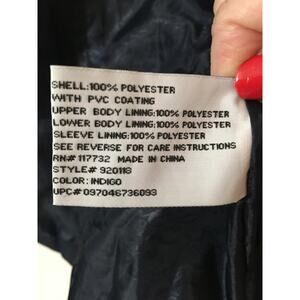 SHELL:100% POLYESTER
WITH PVC COATING
UPPER BODY LINING:100% POLYESTER
LOWER BODY LINING:100% POLYESTER
SLEEVE LINING:100% POLYESTER
SEE REVERSE FOR CARE INSTRUCTIONS
RN# 117732 MADE IN CHINA
STYLE# 920118
COLOR: INDIGO
UPC# 097046736093